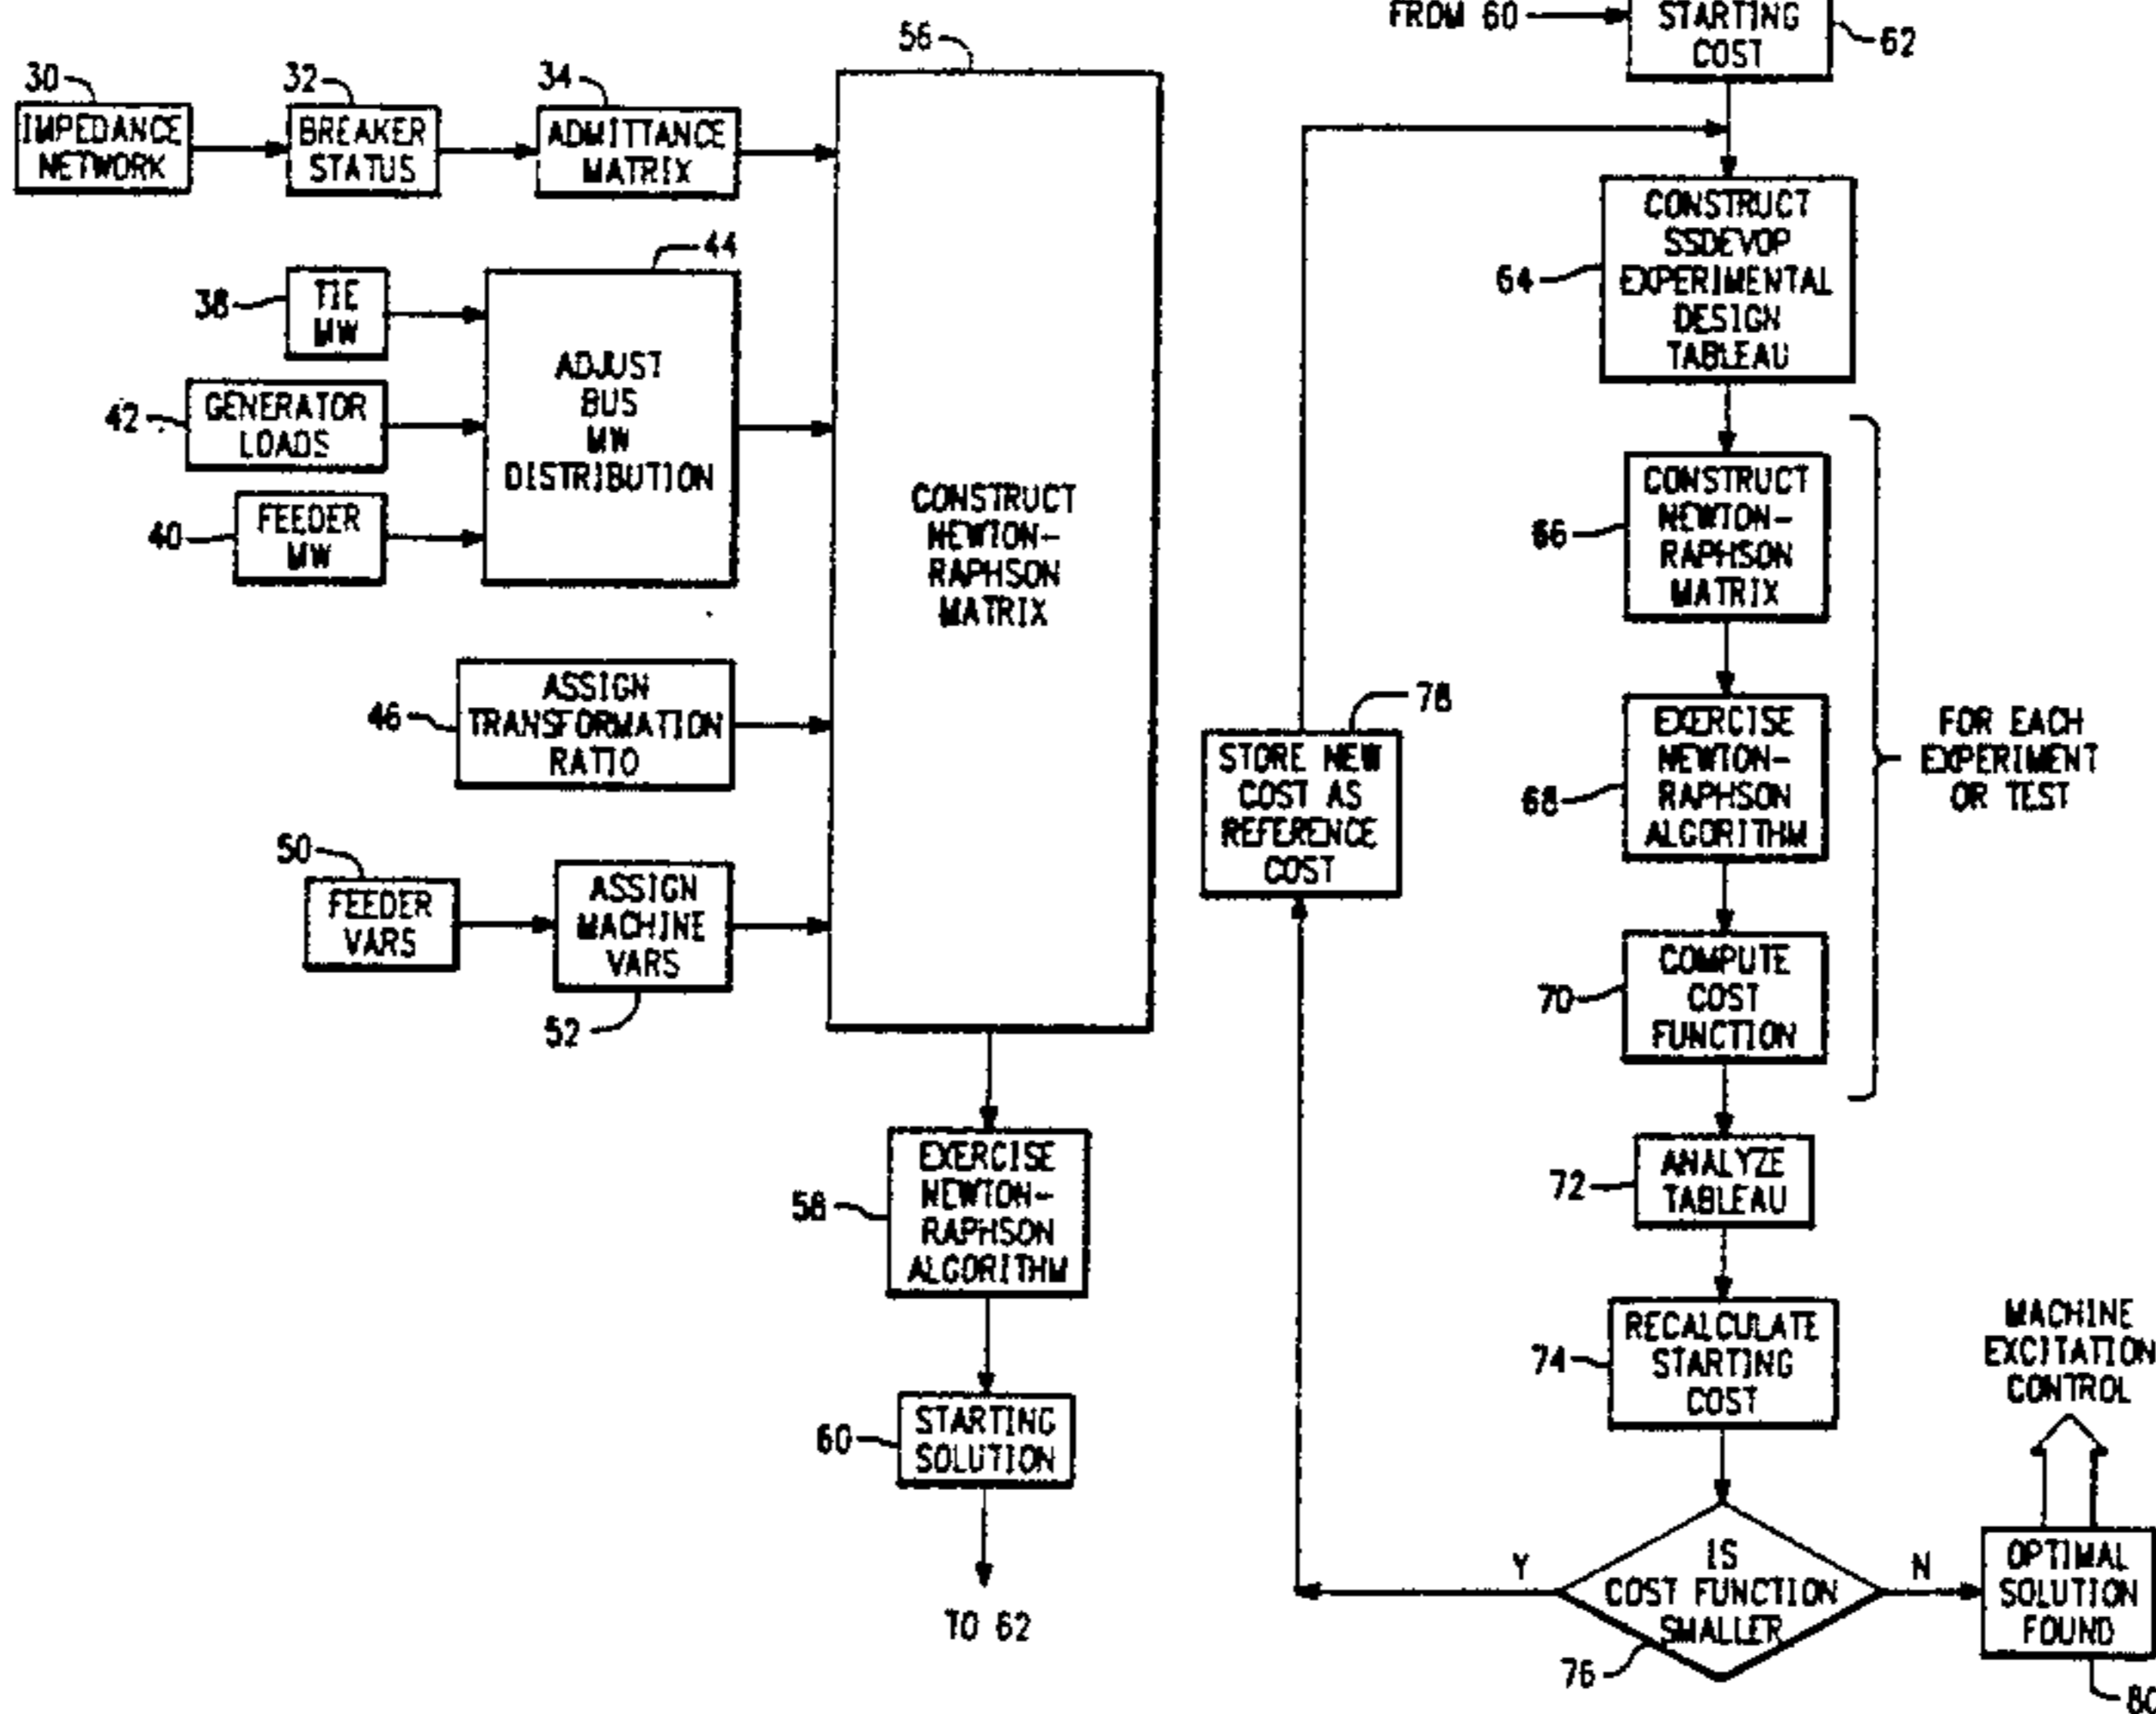 30
IMPEDANCE
NETWORK
32
BREAKER
STATUS
34
ADMITTANCE
MATRIX
38
TIE
MW
42
GENERATOR
LOADS
40
FEEDER
MW
44
ADJUST
BUS
MW
DISTRIBUTION
46
ASSIGN
TRANSFORMATION
RATIO
50
FEEDER
VARS
ASSIGN
MACHINE
VARS
52
56
CONSTRUCT
NEWTON-
RAPHSON
MATRIX
58
EXERCISE
NEWTON-
RAPHSON
ALGORITHM
60
STARTING
SOLUTION
TO 62
FROM 60
STARTING
COST
62
64
CONSTRUCT
SSDEVOP
EXPERIMENTAL
DESIGN
TABLEAU
66
CONSTRUCT
NEWTON-
RAPHSON
MATRIX
68
EXERCISE
NEWTON-
RAPHSON
ALGORITHM
FOR EACH
EXPERIMENT
OR TEST
70
COMPUTE
COST
FUNCTION
72
ANALYZE
TABLEAU
74
RECALCULATE
STARTING
COST
76
IS
COST FUNCTION
SMALLER
Y
N
78
STORE NEW
COST AS
REFERENCE
COST
MACHINE
EXCITATION
CONTROL
OPTIMAL
SOLUTION
FOUND
80